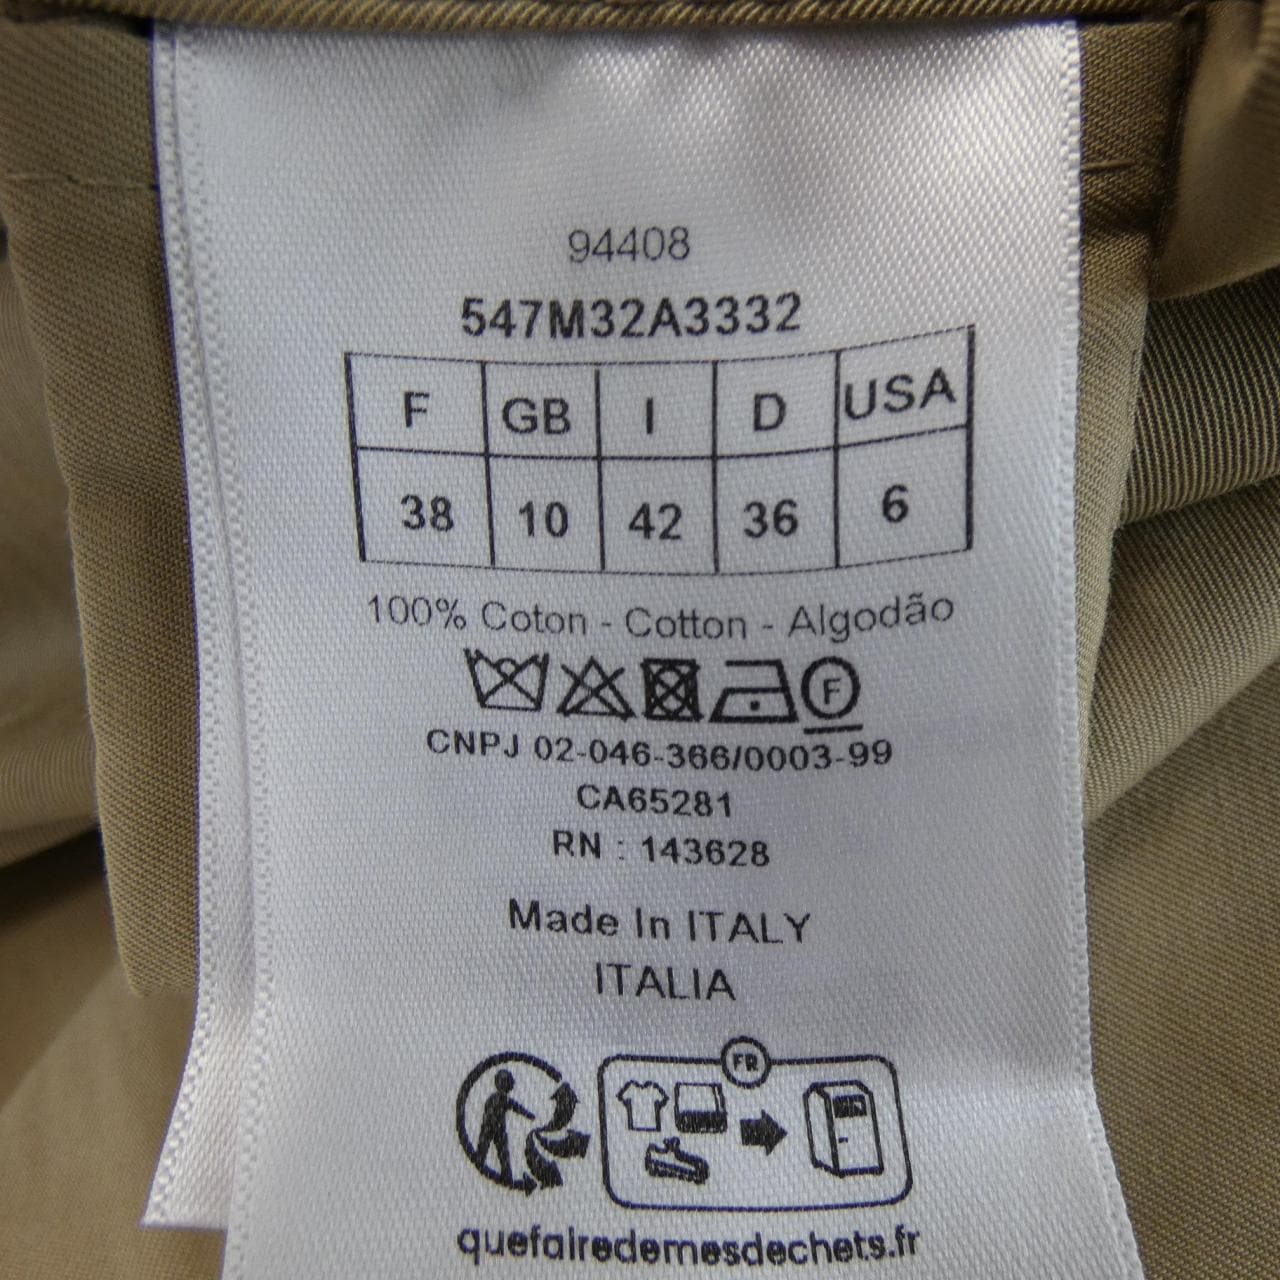 94408
547M32A3332
F GB I D USA
38 10 42 36 6
100% Coton - Cotton - Algodão
F
CNPJ 02-046-366/0003-99
CA65281
RN : 143628
Made In ITALY
ITALIA
FR
quefairedemesdechets.fr